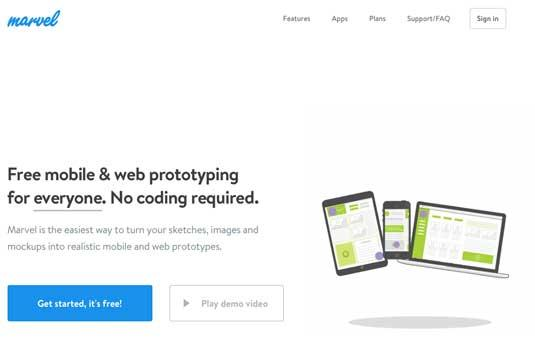 marvel
Features Apps Plans Support/FAQ Sign in
Free mobile & web prototyping
for everyone. No coding required.
Marvel is the easiest way to turn your sketches, images and
mockups into realistic mobile and web prototypes.
Get started, it's free!
Play demo video